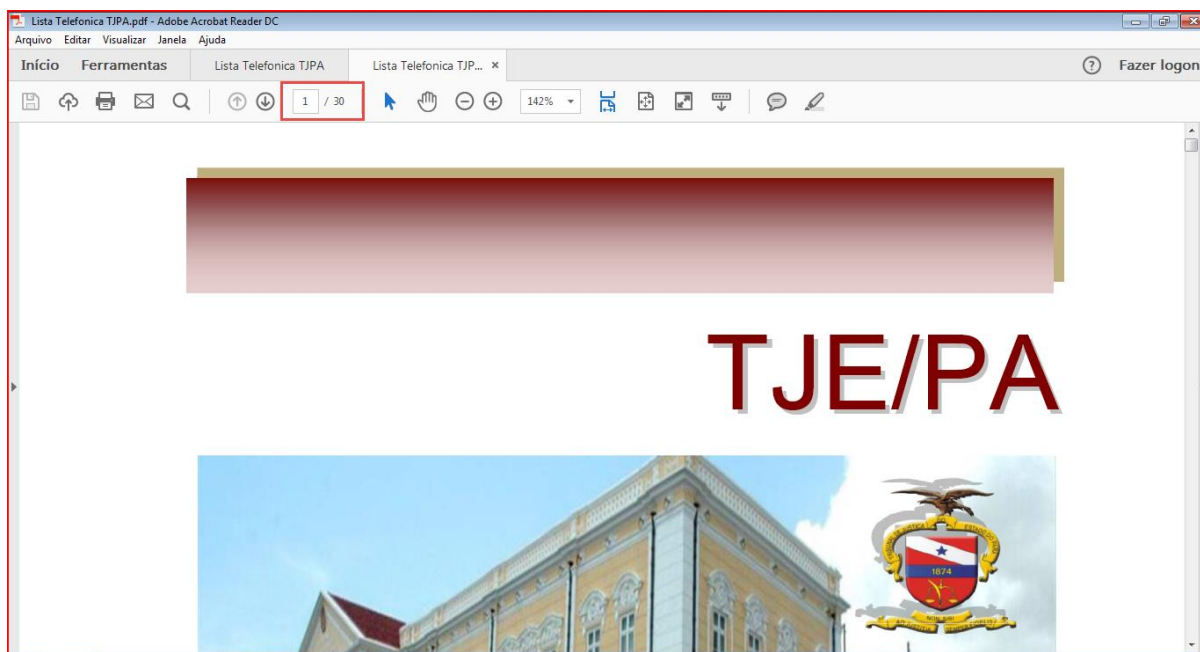 Lista Telefonica TJPA.pdf - Adobe Acrobat Reader DC
Arquivo Editar Visualizar Janela Ajuda
Início Ferramentas Lista Telefonica TJPA Lista Telefonica TJP... × ? Fazer logon
1 / 30 142%
TJE/PA
1874